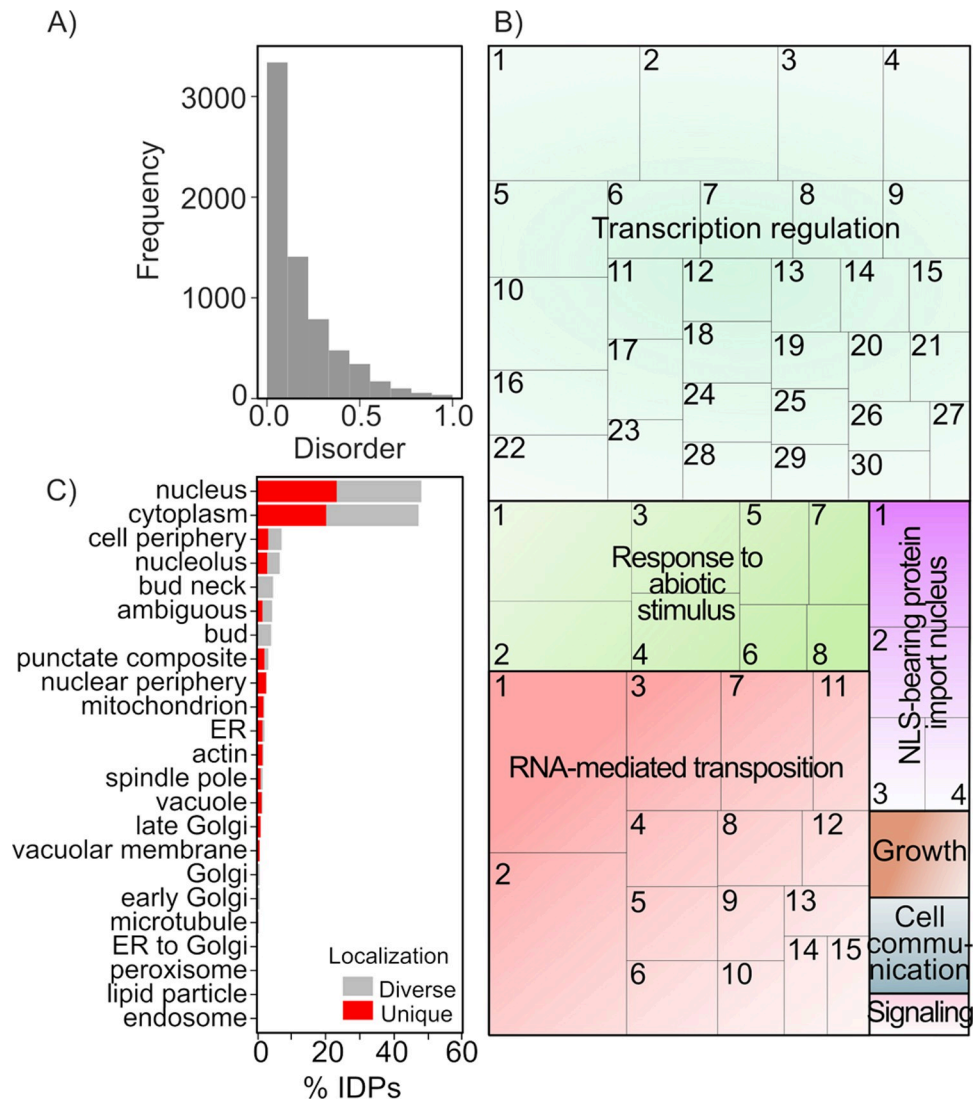 A)
3000
2000
1000
0
Frequency
0.0 0.5 1.0
Disorder
B)
1 2 3 4
5 6 7 8 9
Transcription regulation
10 11 12 13 14 15
16 17 18 19 20 21
22 23 24 25 26 27
28 29 30
1 3 5 7
Response to
abiotic
stimulus
2 4 6 8
1
2
NLS-bearing protein
import nucleus
3 4
1 3 7 11
RNA-mediated transposition
4 8 12
2 5 9 13
6 10 14 15
Growth
Cell
commu-
nication
Signaling
C)
nucleus
cytoplasm
cell periphery
nucleolus
bud neck
ambiguous
bud
punctate composite
nuclear periphery
mitochondrion
ER
actin
spindle pole
vacuole
late Golgi
vacuolar membrane
Golgi
early Golgi
microtubule
ER to Golgi
peroxisome
lipid particle
endosome
Localization
Diverse
Unique
0 20 40 60
% IDPs